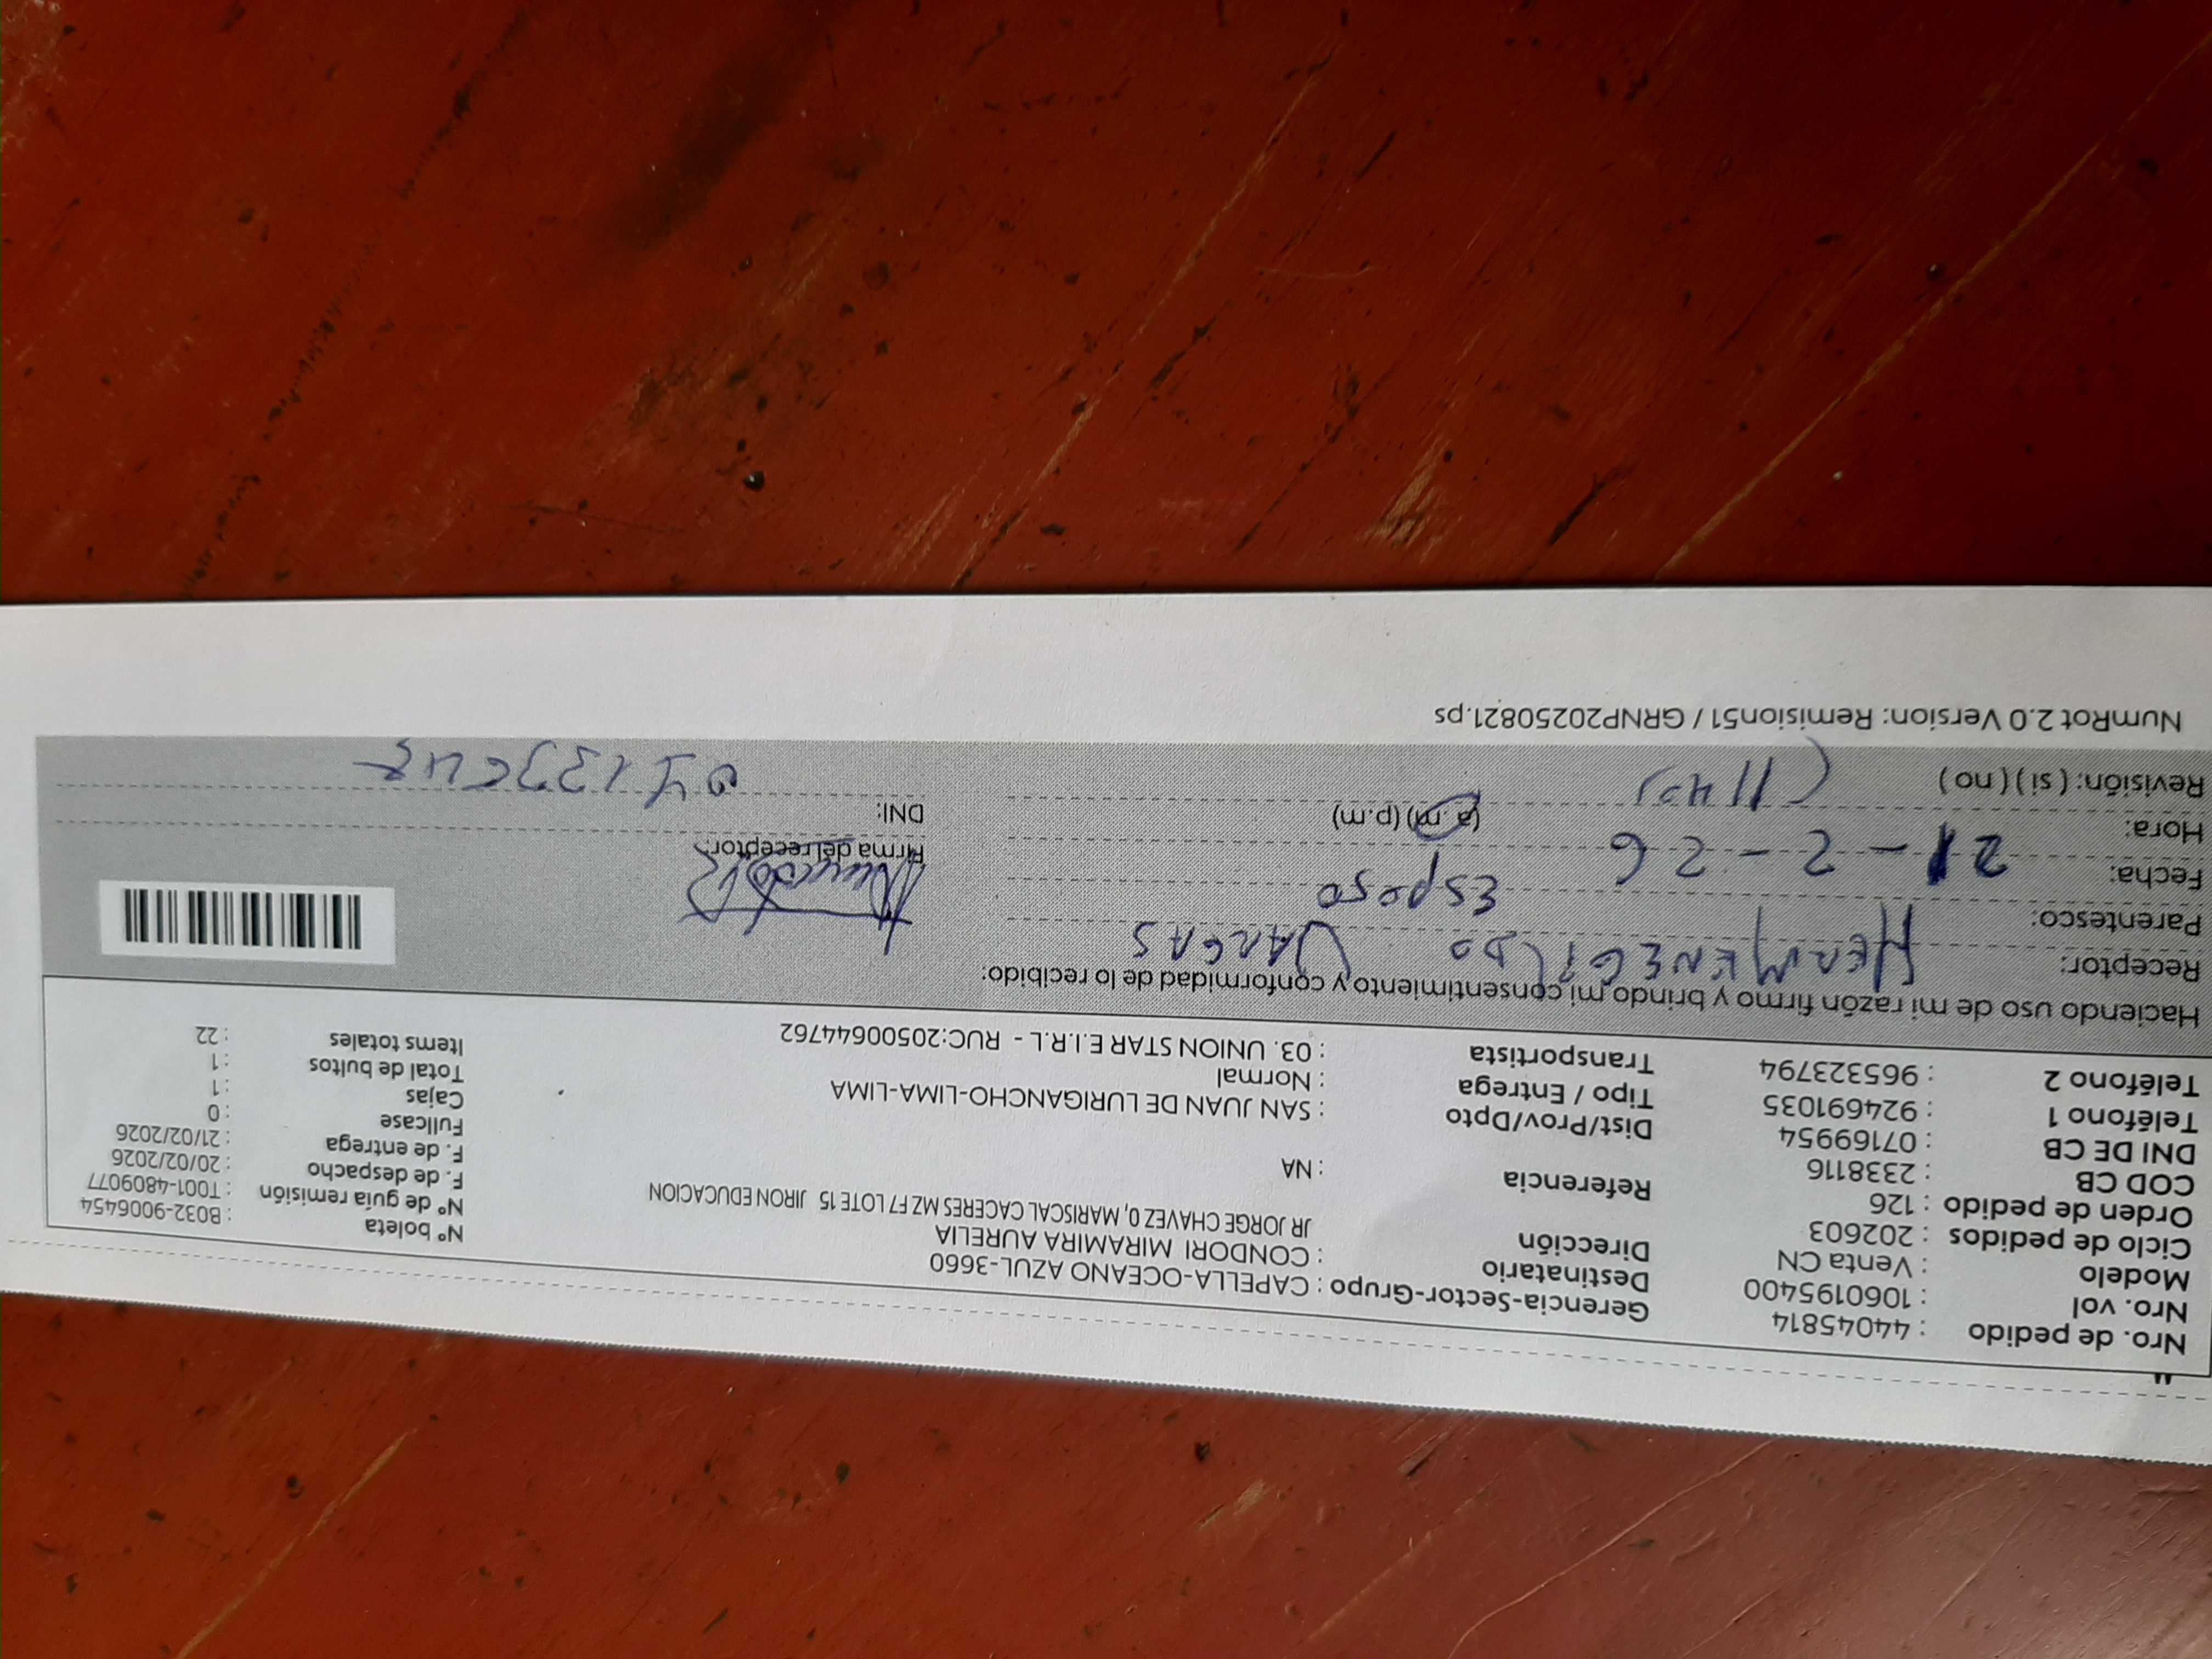 Nro. de pedido : 44045814 Gerencia-Sector-Grupo : CAPELLA-OCEANO AZUL-3660 Nº boleta : B032-9006454
Nro. vol : 1060195400 Destinatario : CONDORI MIRAMIRA AURELIA Nº de guía remisión : T001-4809077
Modelo : Venta CN Dirección JR JORGE CHAVEZ 0, MARISCAL CACERES MZ F7 LOTE 15 JIRON EDUCACION F. de despacho : 20/02/2026
Ciclo de pedidos : 202603 F. de entrega : 21/02/2026
Orden de pedido : 126 Referencia : NA Fullcase : 0
COD CB : 2338116 Cajas : 1
DNI DE CB : 07169954 Dist/Prov/Dpto : SAN JUAN DE LURIGANCHO-LIMA-LIMA Total de bultos : 1
Teléfono 1 : 924691035 Tipo / Entrega : Normal Items totales : 22
Teléfono 2 : 965323794 Transportista : 03. UNION STAR E.I.R.L - RUC:20500644762
Haciendo uso de mi razón firmo y brindo mi consentimiento y conformidad de lo recibido:
Receptor: HERMENEGILDO VARGAS
Parentesco: ESPOSO
Fecha: 21-2-26 Firma del receptor:
Hora: (a.m) (p.m) DNI:
Revisión: ( si ) ( no )
NumRot 2.0 Version: Remision51 / GRNP20250821.ps